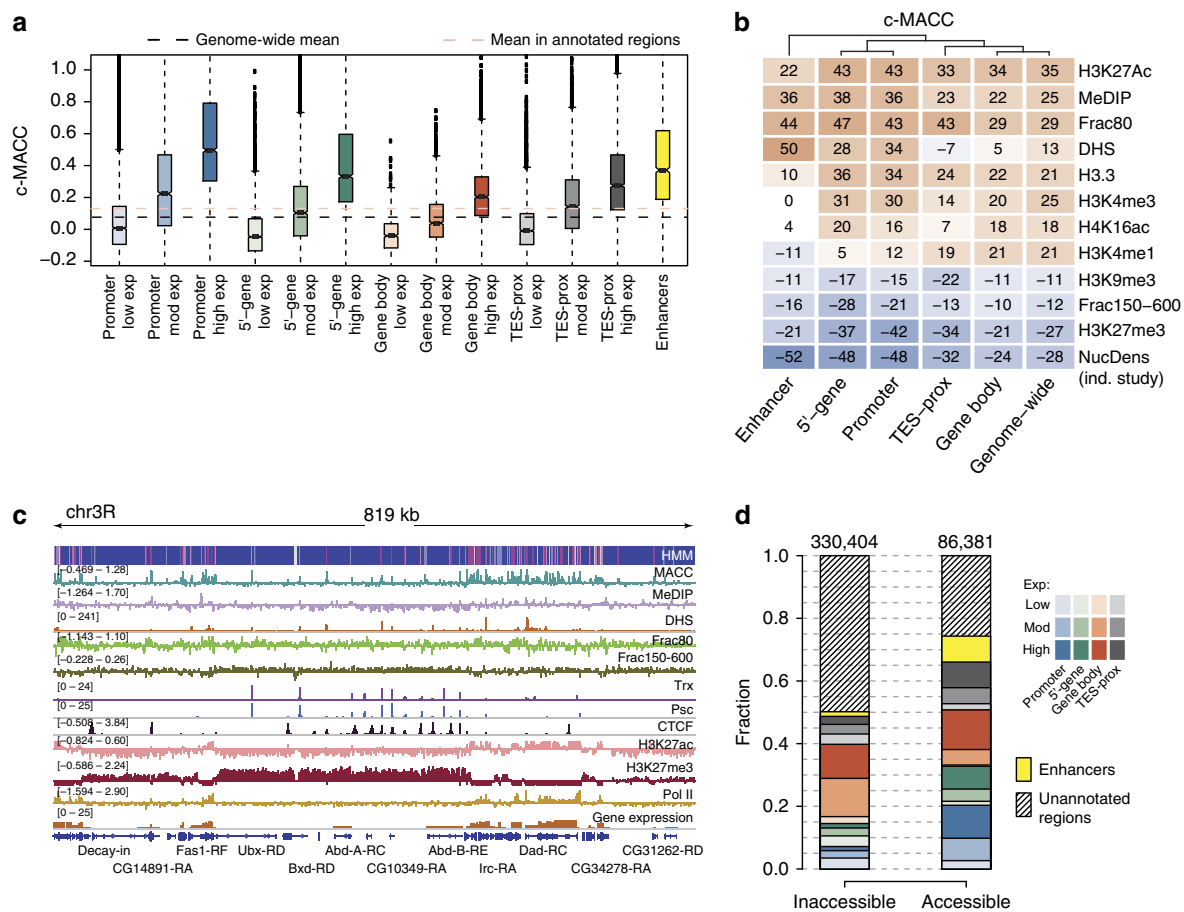 a
Genome-wide mean
Mean in annotated regions
c-MACC
1.0
0.8
0.6
0.4
0.2
0.0
−0.2
Promoter low exp
Promoter mod exp
Promoter high exp
5'−gene low exp
5'−gene mod exp
5'−gene high exp
Gene body low exp
Gene body mod exp
Gene body high exp
TES-prox low exp
TES-prox mod exp
TES-prox high exp
Enhancers
b
c-MACC
22 43 43 33 34 35 H3K27Ac
36 38 36 23 22 25 MeDIP
44 47 43 43 29 29 Frac80
50 28 34 −7 5 13 DHS
10 36 34 24 22 21 H3.3
0 31 30 14 20 25 H3K4me3
4 20 16 7 18 18 H4K16ac
−11 5 12 19 21 21 H3K4me1
−11 −17 −15 −22 −11 −11 H3K9me3
−16 −28 −21 −13 −10 −12 Frac150−600
−21 −37 −42 −34 −21 −27 H3K27me3
−52 −48 −48 −32 −24 −28 NucDens
(ind. study)
Enhancer
5'−gene
Promoter
TES−prox
Gene body
Genome−wide
c
chr3R
819 kb
HMM
[−0.469 − 1.28]
MACC
[−1.264 − 1.70]
MeDIP
[0 − 241]
DHS
[−1.143 − 1.10]
Frac80
[−0.228 − 0.26]
Frac150-600
[0 − 24]
Trx
[0 − 25]
Psc
[−0.508 − 3.84]
CTCF
[−0.824 − 0.60]
H3K27ac
[−0.586 − 2.24]
H3K27me3
[−1.594 − 2.90]
Pol II
[0 − 25]
Gene expression
Decay-in Fas1-RF Ubx-RD Abd-A-RC Abd-B-RE Dad-RC CG31262-RD
CG14891-RA Bxd-RD CG10349-RA Irc-RA CG34278-RA
d
330,404 86,381
Fraction
1.0
0.8
0.6
0.4
0.2
0.0
Inaccessible Accessible
Exp:
Low
Mod
High
Promoter
5'-gene
Gene body
TES-prox
Enhancers
Unannotated
regions